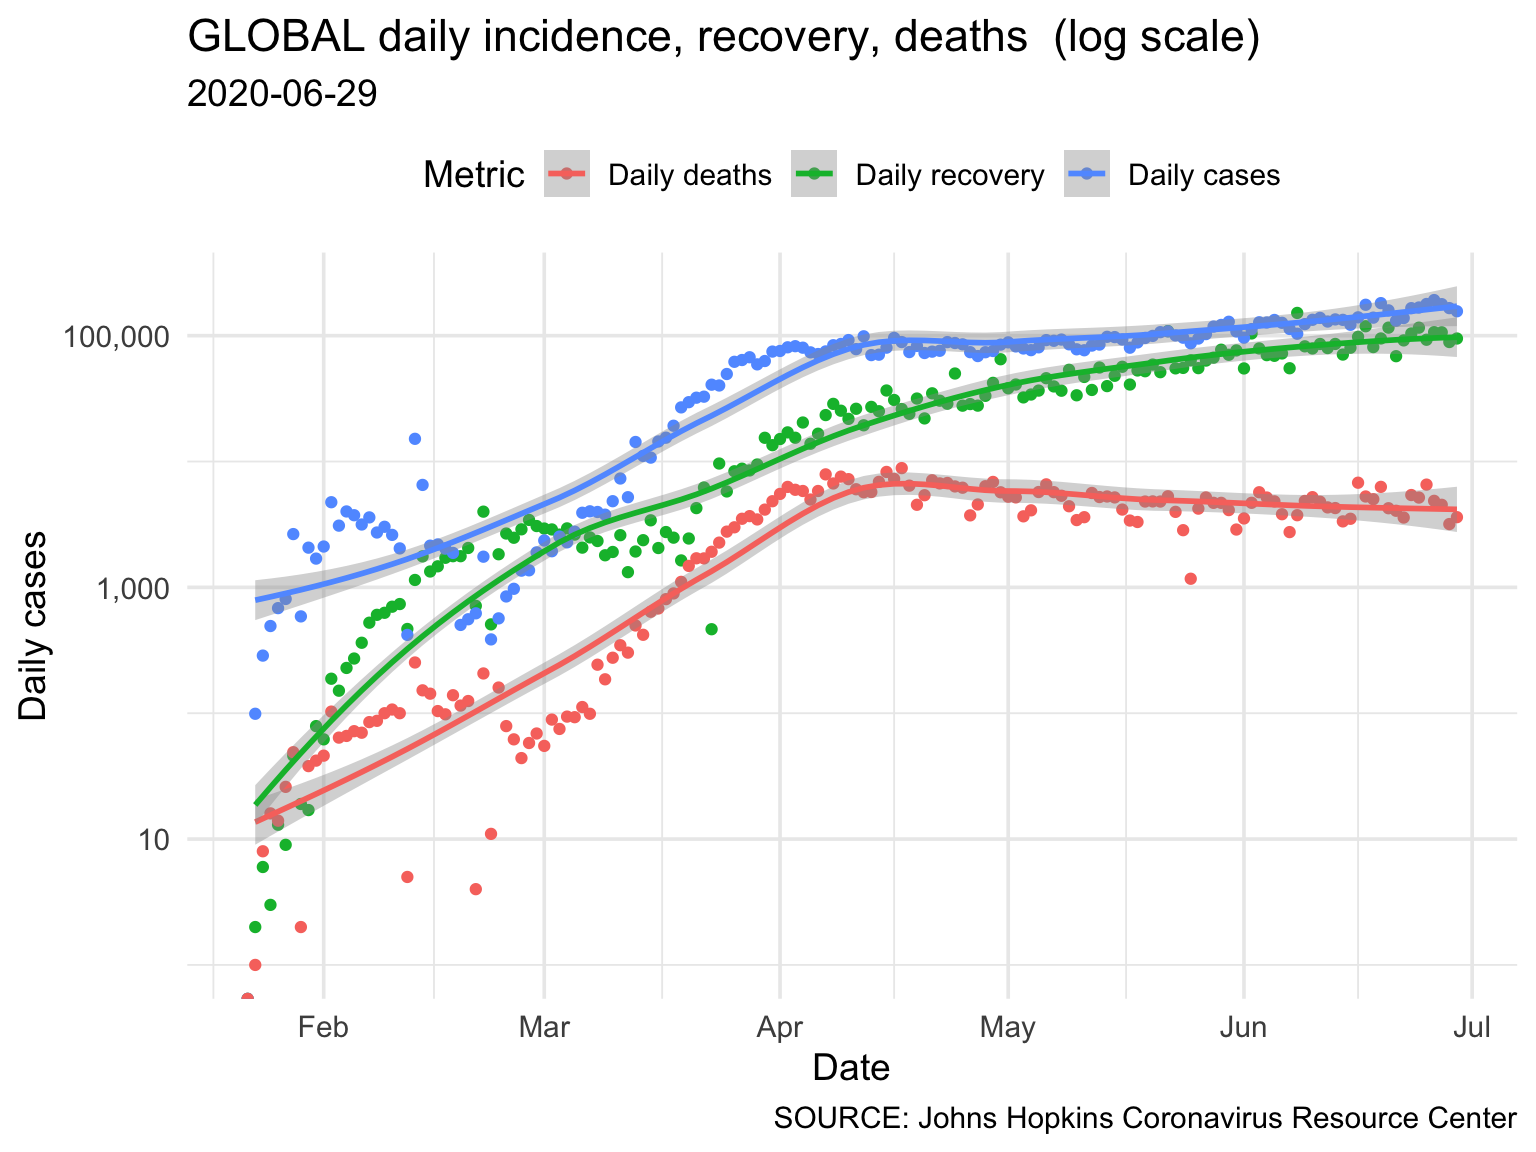 GLOBAL daily incidence, recovery, deaths  (log scale)
2020-06-29
Metric Daily deaths Daily recovery Daily cases
100,000
1,000
10
Daily cases
Feb Mar Apr May Jun Jul
Date
SOURCE: Johns Hopkins Coronavirus Resource Center